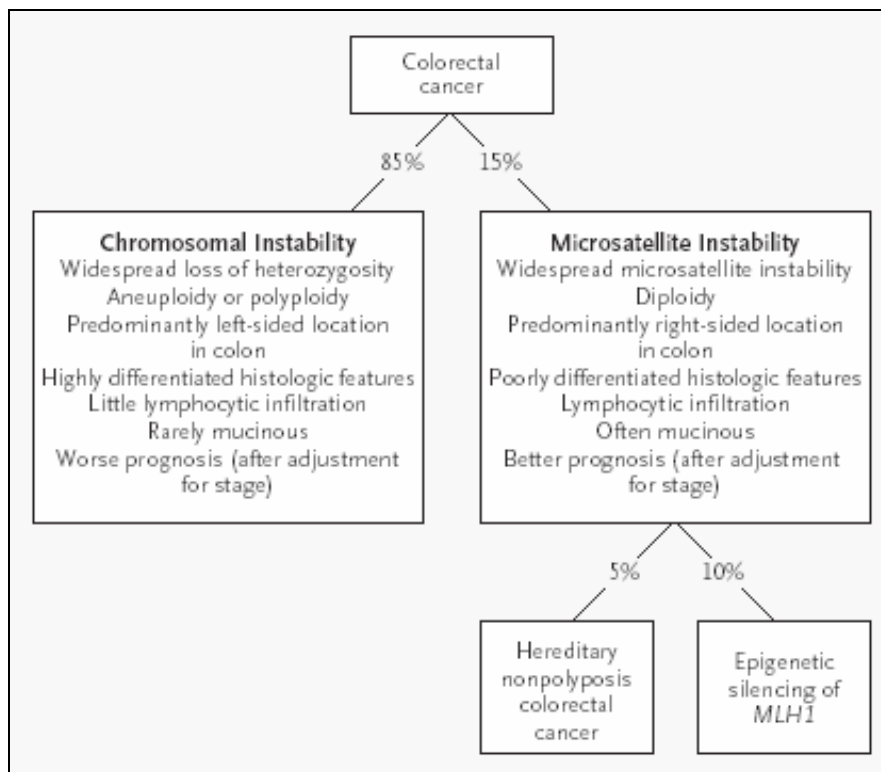 Colorectal
cancer
85%
15%
Chromosomal Instability
Widespread loss of heterozygosity
Aneuploidy or polyploidy
Predominantly left-sided location
in colon
Highly differentiated histologic features
Little lymphocytic infiltration
Rarely mucinous
Worse prognosis (after adjustment
for stage)
Microsatellite Instability
Widespread microsatellite instability
Diploidy
Predominantly right-sided location
in colon
Poorly differentiated histologic features
Lymphocytic infiltration
Often mucinous
Better prognosis (after adjustment
for stage)
5%
10%
Hereditary
nonpolyposis
colorectal
cancer
Epigenetic
silencing of
MLH1